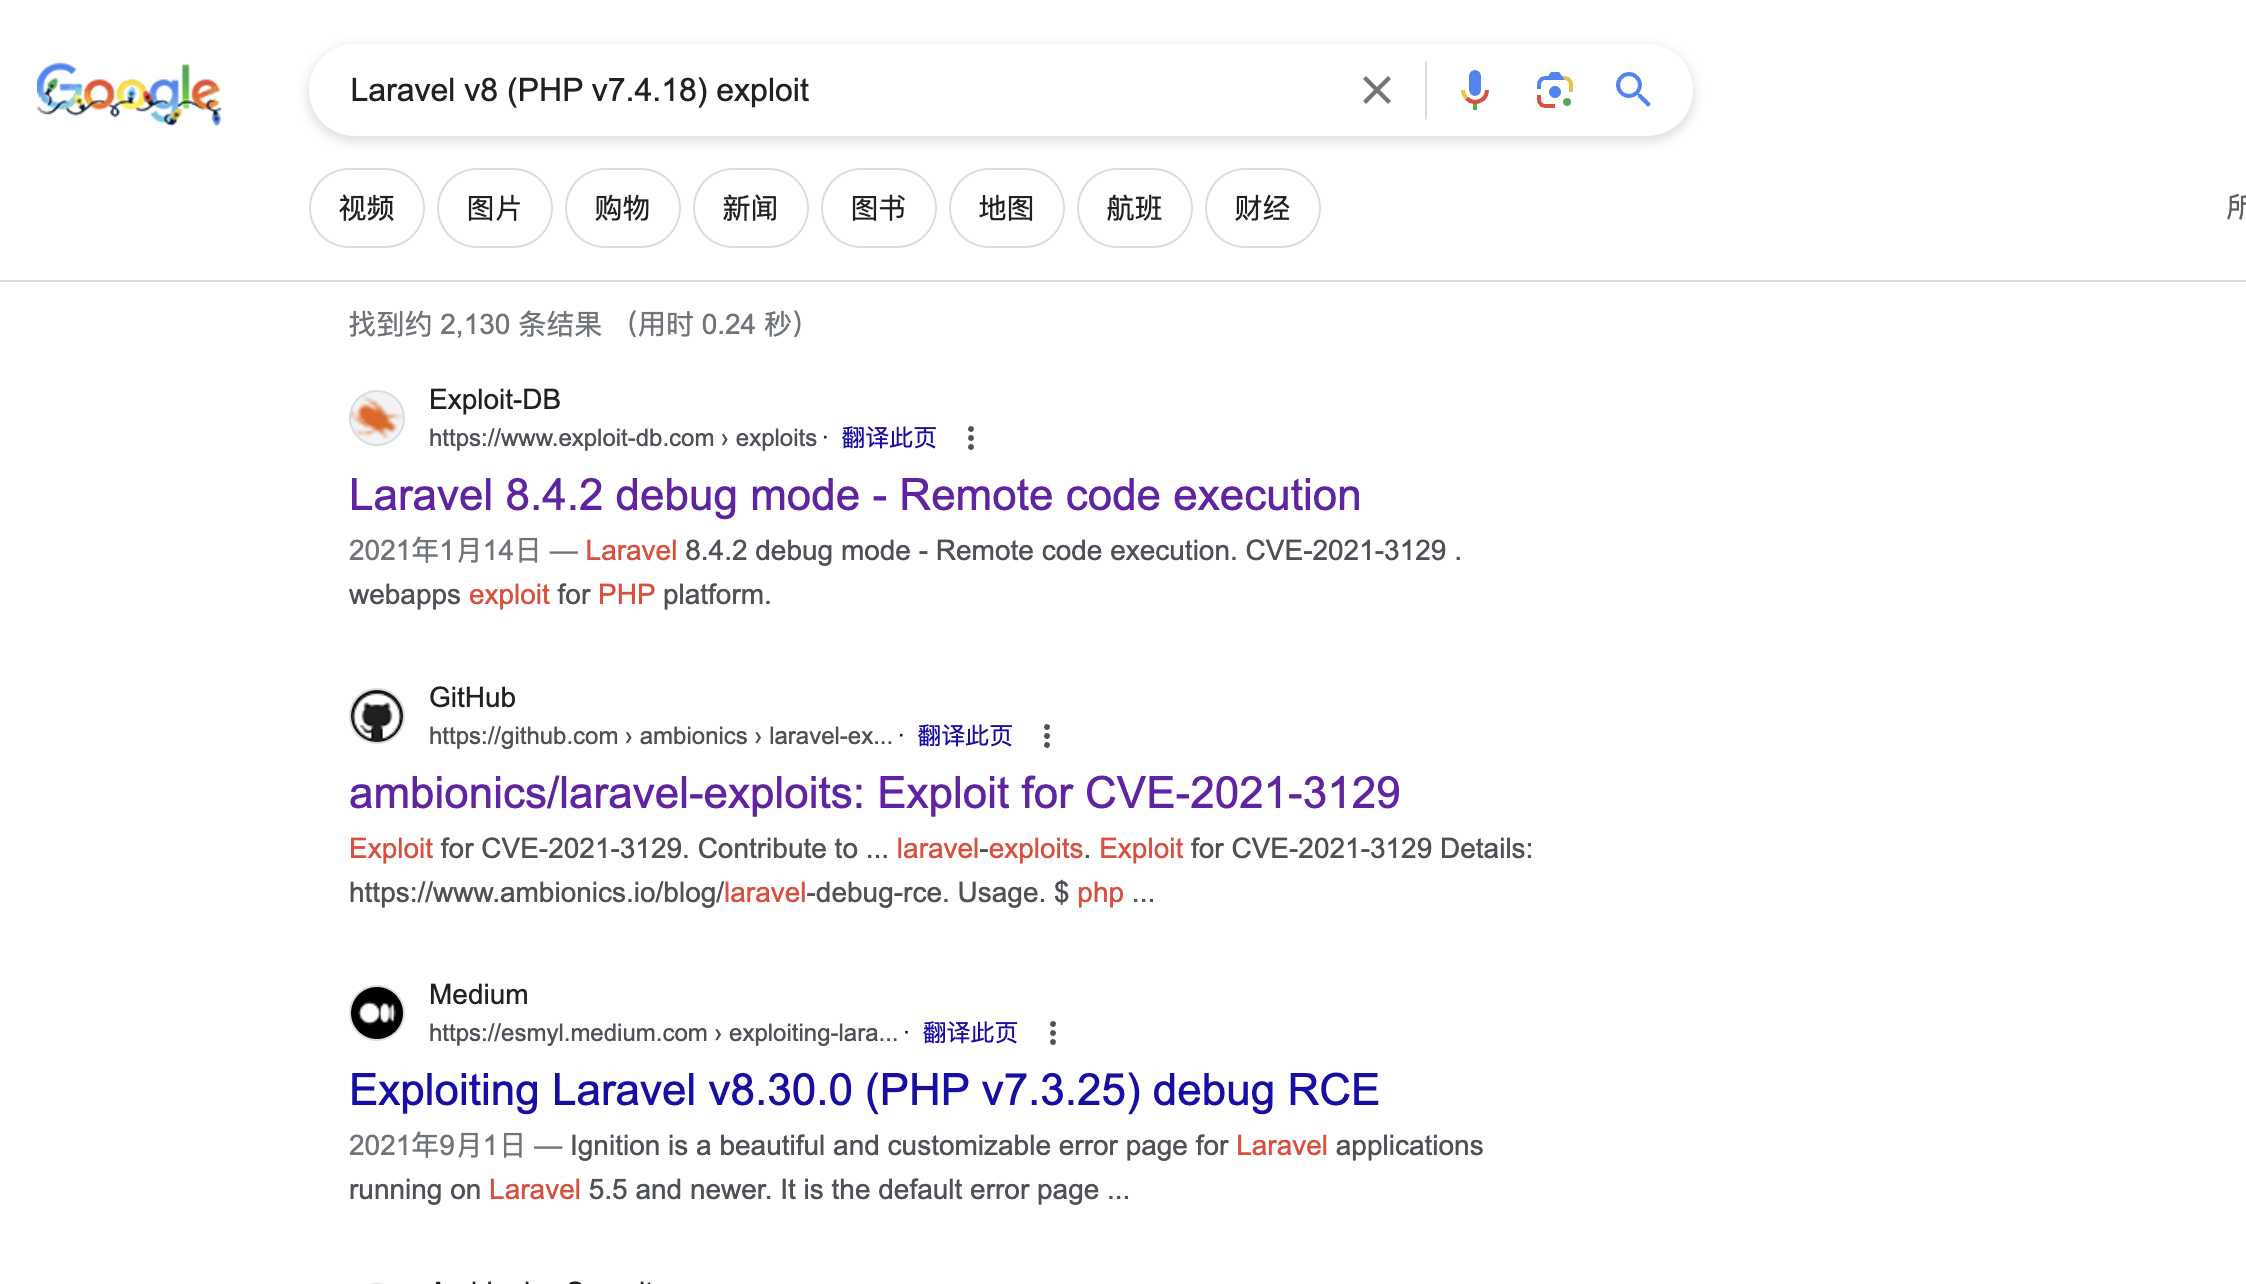 Google
Laravel v8 (PHP v7.4.18) exploit
视频 图片 购物 新闻 图书 地图 航班 财经 所
找到约 2,130 条结果 （用时 0.24 秒）
Exploit-DB
https://www.exploit-db.com › exploits · 翻译此页
Laravel 8.4.2 debug mode - Remote code execution
2021年1月14日 — Laravel 8.4.2 debug mode - Remote code execution. CVE-2021-3129 .
webapps exploit for PHP platform.
GitHub
https://github.com › ambionics › laravel-ex... · 翻译此页
ambionics/laravel-exploits: Exploit for CVE-2021-3129
Exploit for CVE-2021-3129. Contribute to ... laravel-exploits. Exploit for CVE-2021-3129 Details:
https://www.ambionics.io/blog/laravel-debug-rce. Usage. $ php ...
Medium
https://esmyl.medium.com › exploiting-lara... · 翻译此页
Exploiting Laravel v8.30.0 (PHP v7.3.25) debug RCE
2021年9月1日 — Ignition is a beautiful and customizable error page for Laravel applications
running on Laravel 5.5 and newer. It is the default error page ...